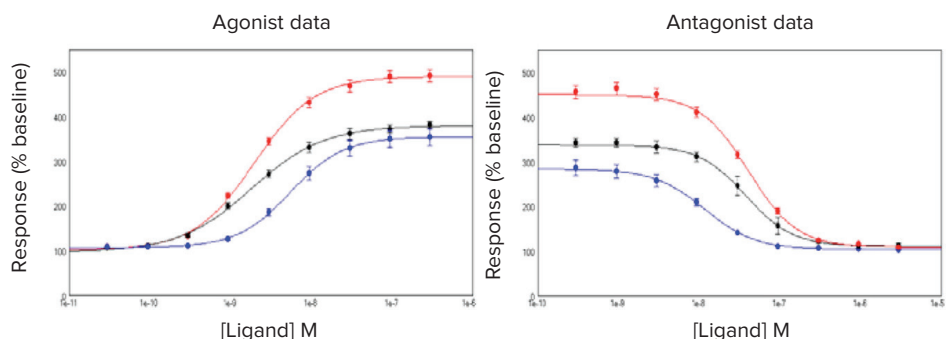 Agonist data
Response (% baseline)
500
400
300
200
100
0
1e-11 1e-10 1e-9 1e-8 1e-7 1e-6
[Ligand] M
Antagonist data
Response (% baseline)
500
400
300
200
100
0
1e-10 1e-9 1e-8 1e-7 1e-6 1e-5
[Ligand] M